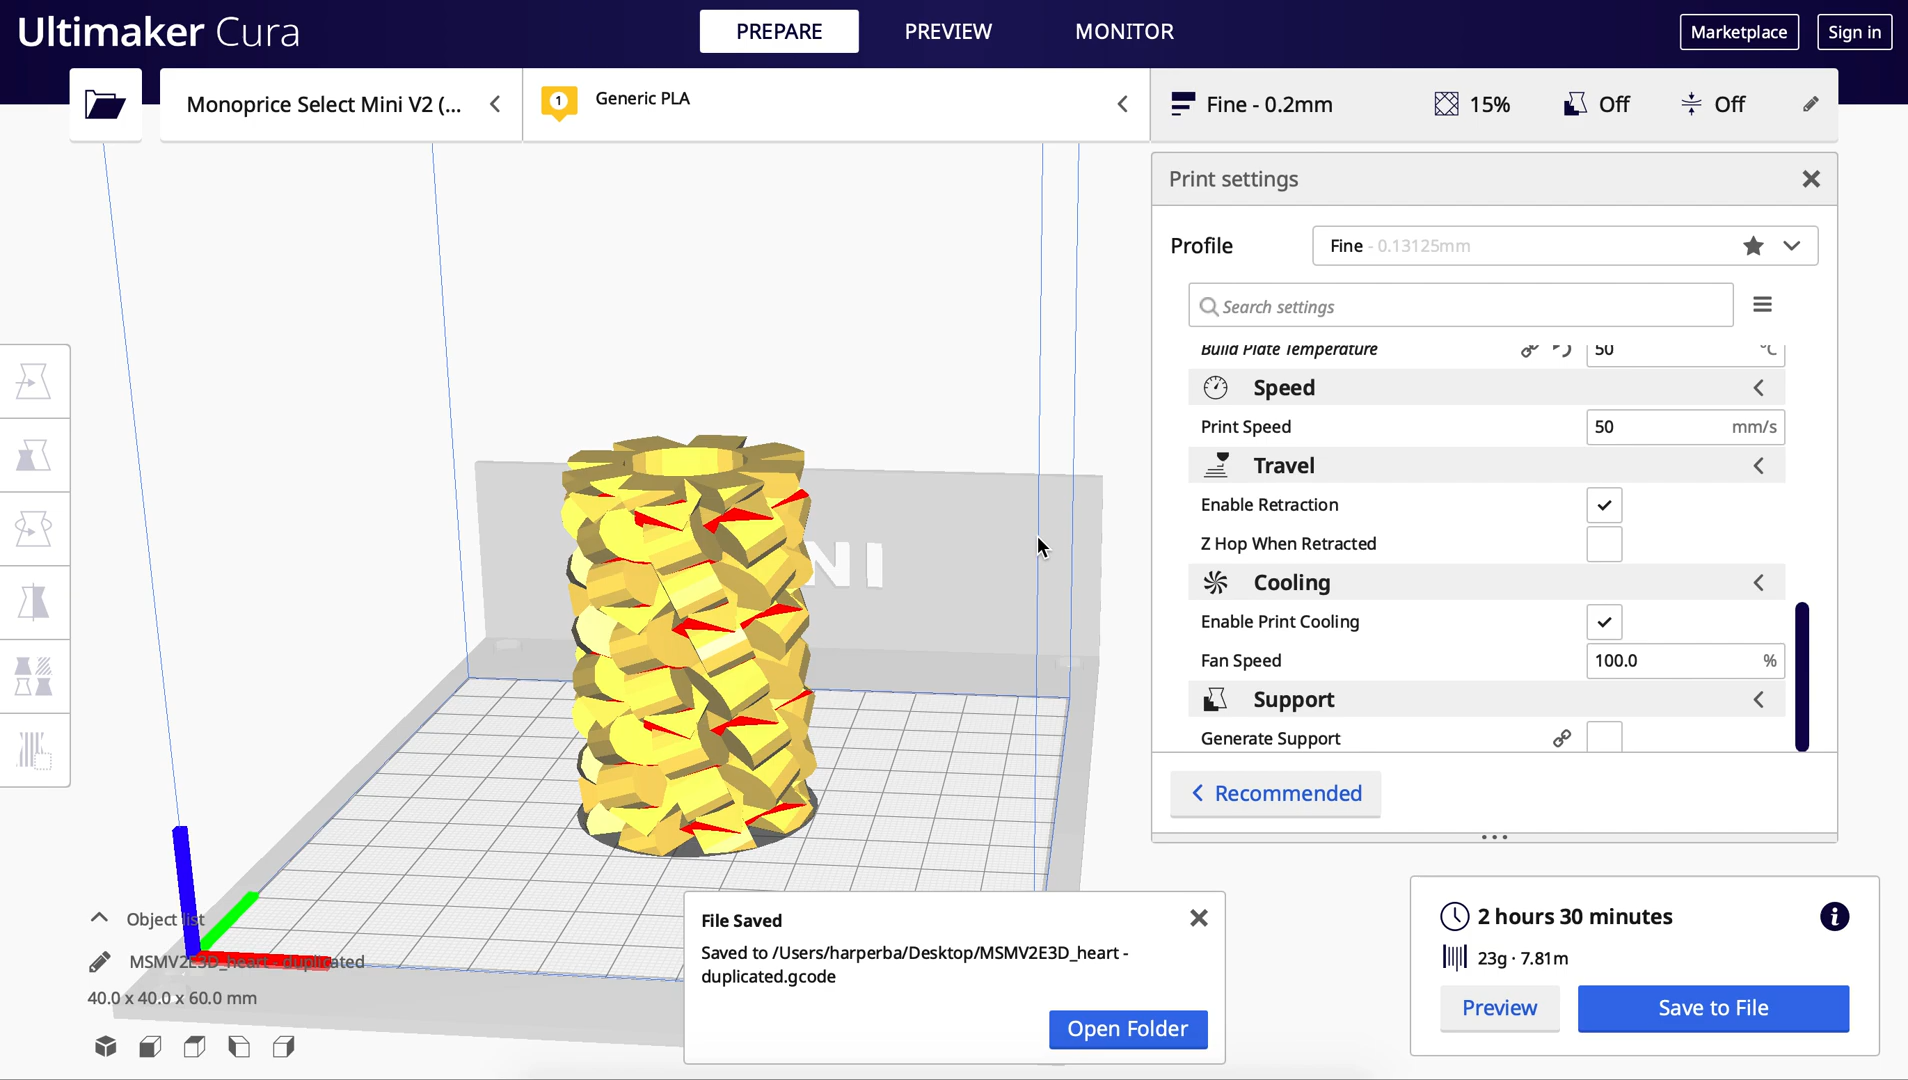 Ultimaker Cura
PREPARE
PREVIEW
MONITOR
Marketplace
Sign in
Monoprice Select Mini V2 (...
1
Generic PLA
Fine - 0.2mm
15%
Off
Off
Print settings
Profile
Fine - 0.13125mm
Search settings
Build Plate Temperature
50
°C
Speed
Print Speed
50
mm/s
Travel
Enable Retraction
Z Hop When Retracted
Cooling
Enable Print Cooling
Fan Speed
100.0
%
Support
Generate Support
Recommended
NI
Object list
MSMV2E3D_heart - duplicated
40.0 x 40.0 x 60.0 mm
File Saved
Saved to /Users/harperba/Desktop/MSMV2E3D_heart -
duplicated.gcode
Open Folder
2 hours 30 minutes
23g · 7.81m
Preview
Save to File